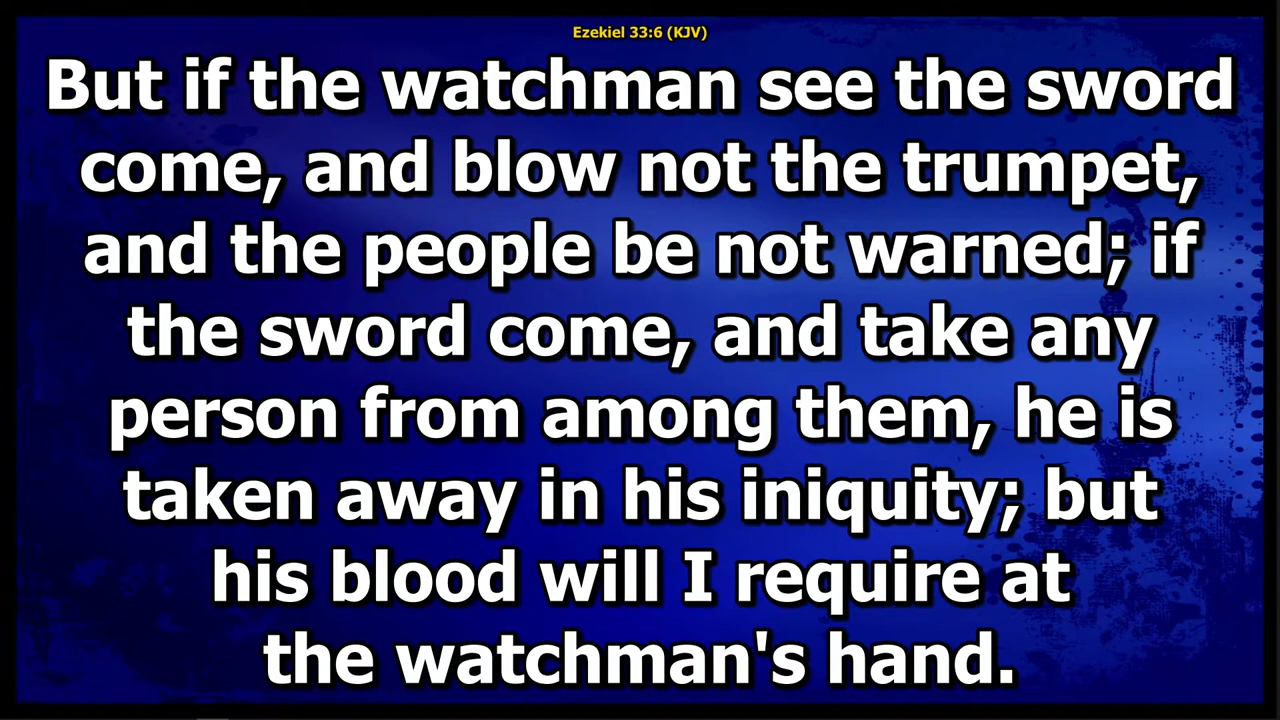 Ezekiel 33:6 (KJV)
But if the watchman see the sword
come, and blow not the trumpet,
and the people be not warned; if
the sword come, and take any
person from among them, he is
taken away in his iniquity; but
his blood will I require at
the watchman's hand.